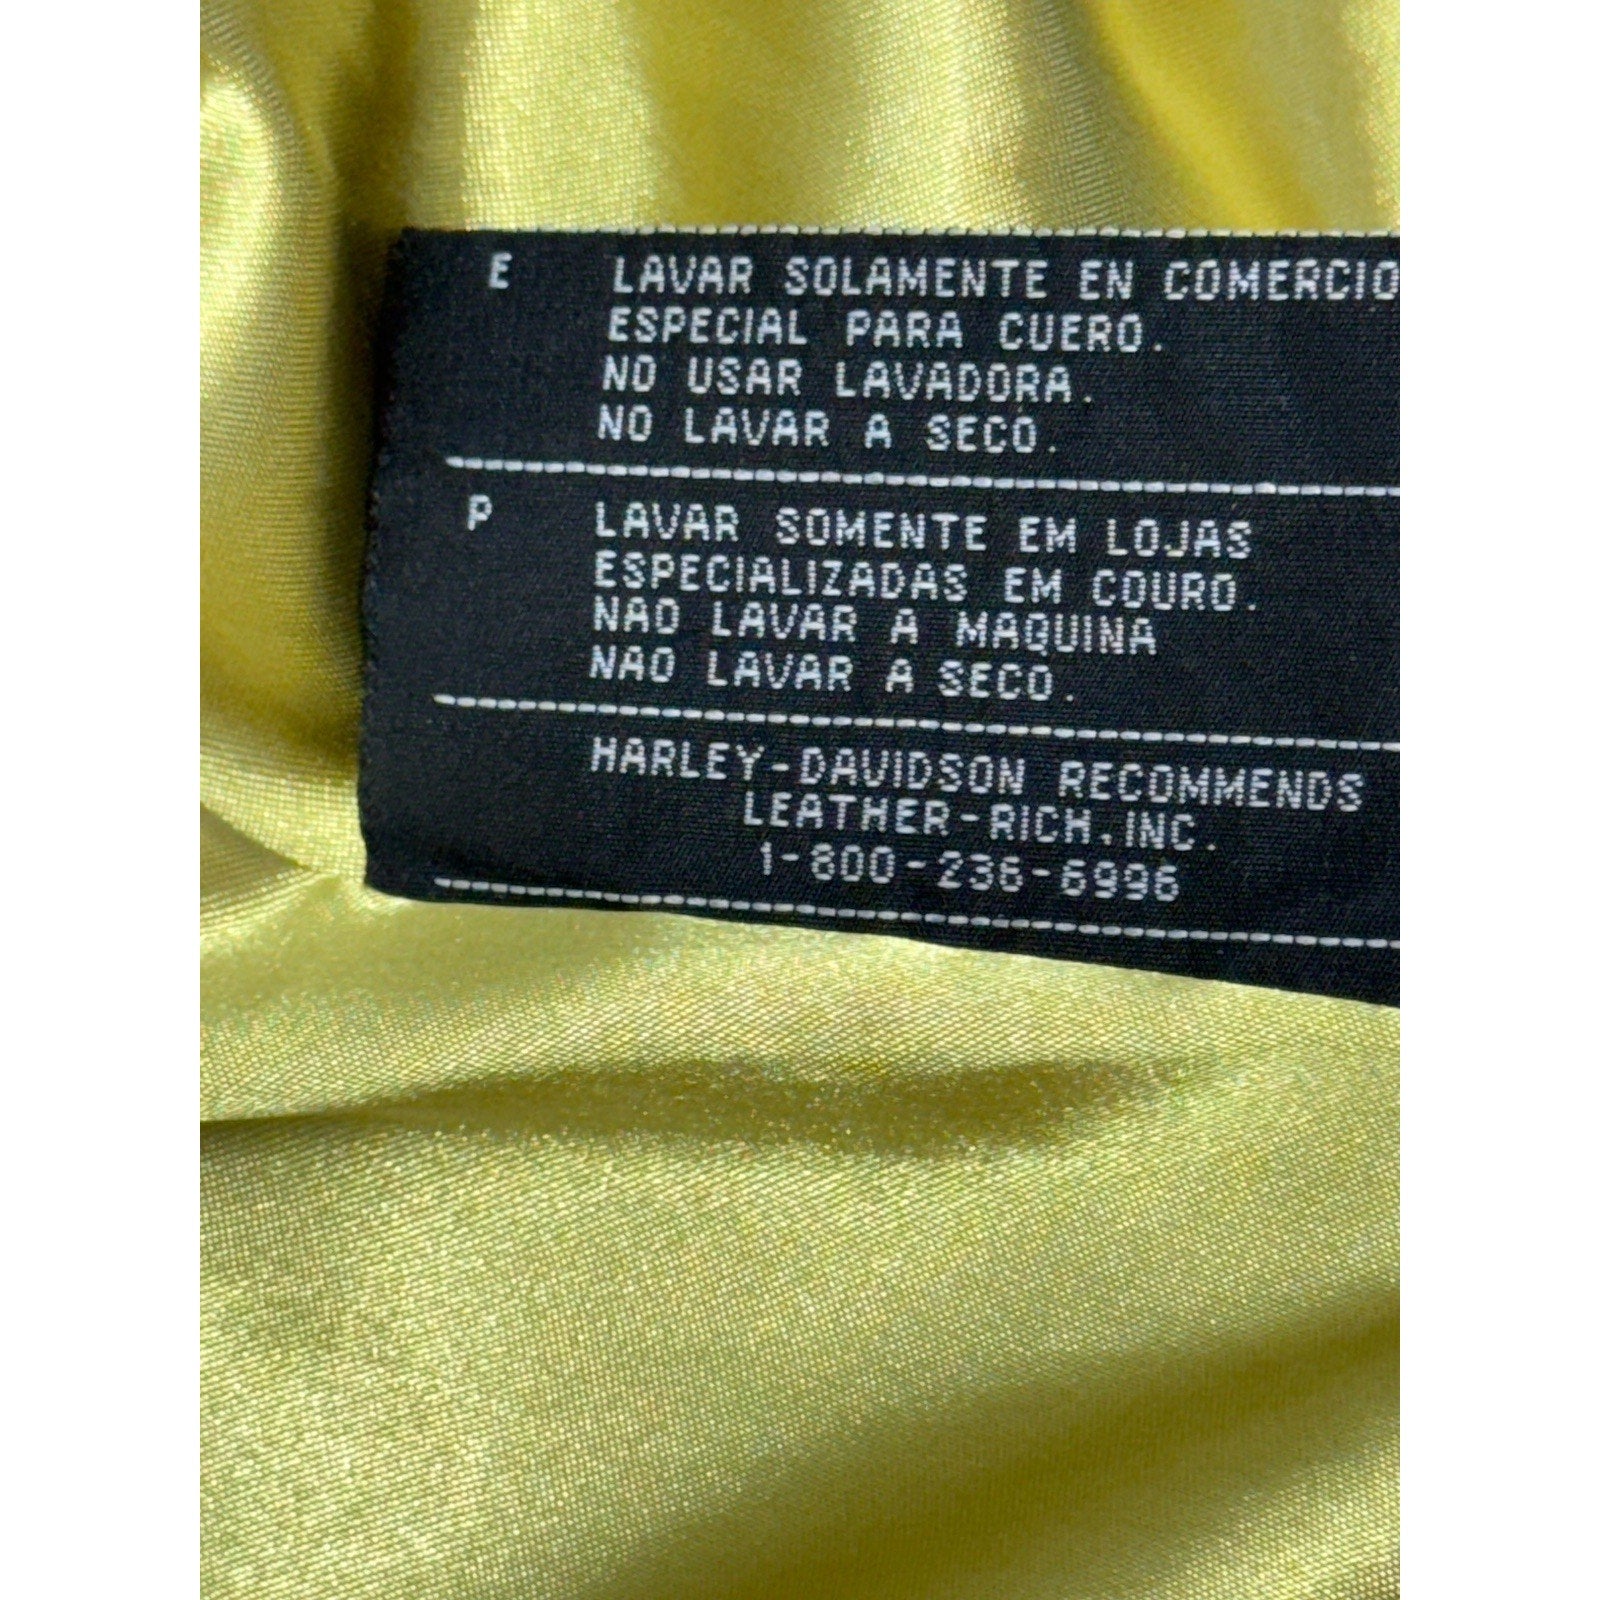 E LAVAR SOLAMENTE EN COMERCIO
ESPECIAL PARA CUERO.
NO USAR LAVADORA.
NO LAVAR A SECO.
P LAVAR SOMENTE EM LOJAS
ESPECIALIZADAS EM COURO.
NAO LAVAR A MAQUINA
NAO LAVAR A SECO.
HARLEY-DAVIDSON RECOMMENDS
LEATHER-RICH, INC.
1-800-236-6996